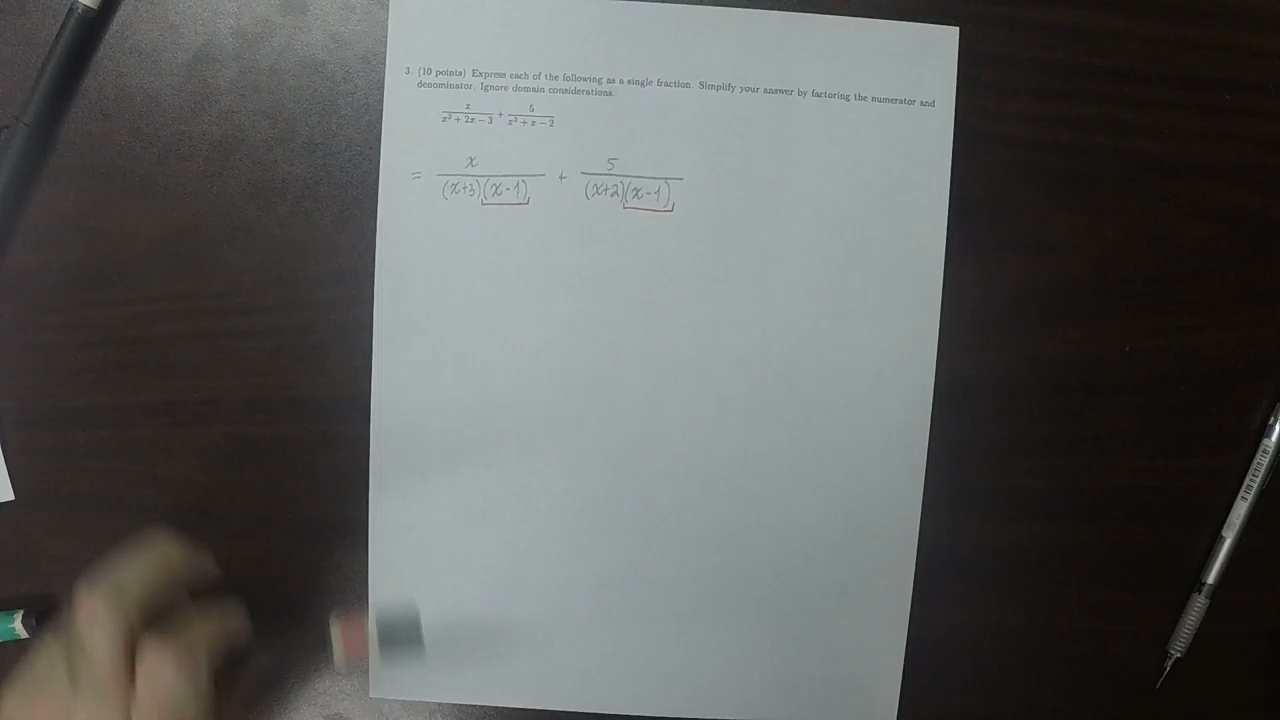 3. (10 points) Express each of the following as a single fraction. Simplify your answer by factoring the numerator and
denominator. Ignore domain considerations.
x/(x² + 2x − 3) + 5/(x² + x − 2)
= x/((x+3)(x-1)) + 5/((x+2)(x-1))